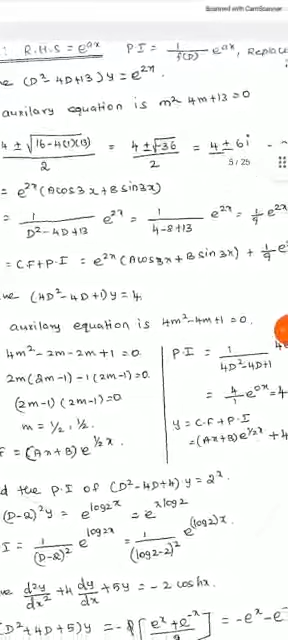 Scanned with CamScanner
: R.H.S = e^{ax} P.I = 1/f(D) e^{ax}, Replace
(D² - 4D+13) y = e^{2x}
auxilary equation is m² 4m+13 = 0
4 ± √16-4(1)(13) / 2 = 4 ± √-36 / 2 = 4 ± 6i
5/25
= e^{2x} (A cos 3x + B sin 3x)
= 1/D²-4D+13 e^{2x} = 1/4-8+13 e^{2x} = 1/9 e^{2x}
= C.F + P.I = e^{2x} (A cos 3x + B sin 3x) + 1/9 e
(4D² - 4D+1) y = 4
auxilary equation is 4m² - 4m+1 = 0.
4m² - 2m - 2m + 1 = 0
2m(2m-1) -1(2m-1) = 0
(2m-1) (2m-1) = 0
m = 1/2, 1/2.
= (Ax+B) e^{1/2 x}.
P.I = 1/4D²-4D+1
= 4/1 e^{0x} = 4
y = C.F + P.I
= (Ax+B) e^{1/2 x} + 4
the P.I of (D² - 4D+4) y = 2^x
(D-2)² y = e^{log 2^x} = e^{x log 2}
I = 1/(D-2)² e^{log 2^x} = 1/(log 2-2)² e^{(log 2)x}
d²y/dx² + 4 dy/dx + 5y = -2 cosh x.
(D² + 4D + 5) y = -2 [e^x + e^{-x} / 2] = -e^x - e